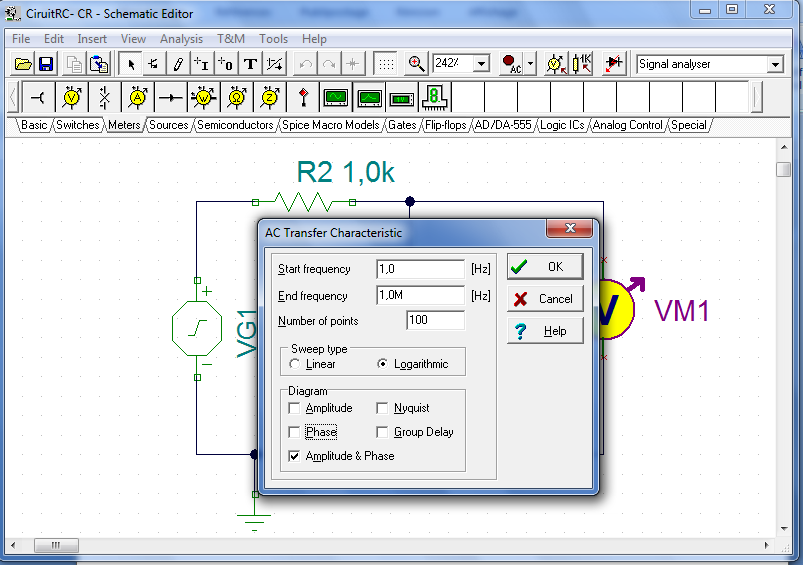 CiruitRC- CR - Schematic Editor
File Edit Insert View Analysis T&M Tools Help
I O T AC 242% 1K Signal analyser
V A V Ω Z 8
Basic Switches Meters Sources Semiconductors Spice Macro Models Gates Flip-flops AD/DA-555 Logic ICs Analog Control Special
R2 1,0k
AC Transfer Characteristic
Start frequency 1,0 [Hz] OK
End frequency 1,0M [Hz] Cancel
Number of points 100 Help
Sweep type
Linear Logarithmic
Diagram
Amplitude Nyquist
Phase Group Delay
Amplitude & Phase
+
VG1
V
VM1